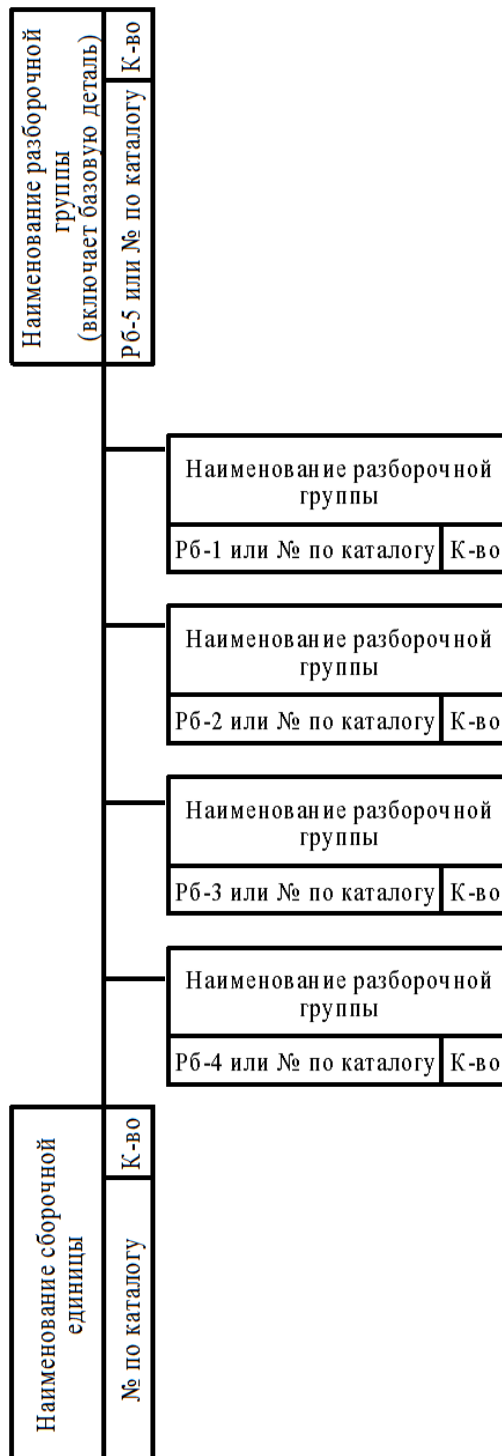 Наименование разборочной
группы
(включает базовую деталь)
Рб-5 или № по каталогу
К-во
Наименование разборочной
группы
Рб-1 или № по каталогу
К-во
Наименование разборочной
группы
Рб-2 или № по каталогу
К-во
Наименование разборочной
группы
Рб-3 или № по каталогу
К-во
Наименование разборочной
группы
Рб-4 или № по каталогу
К-во
Наименование сборочной
единицы
№ по каталогу
К-во